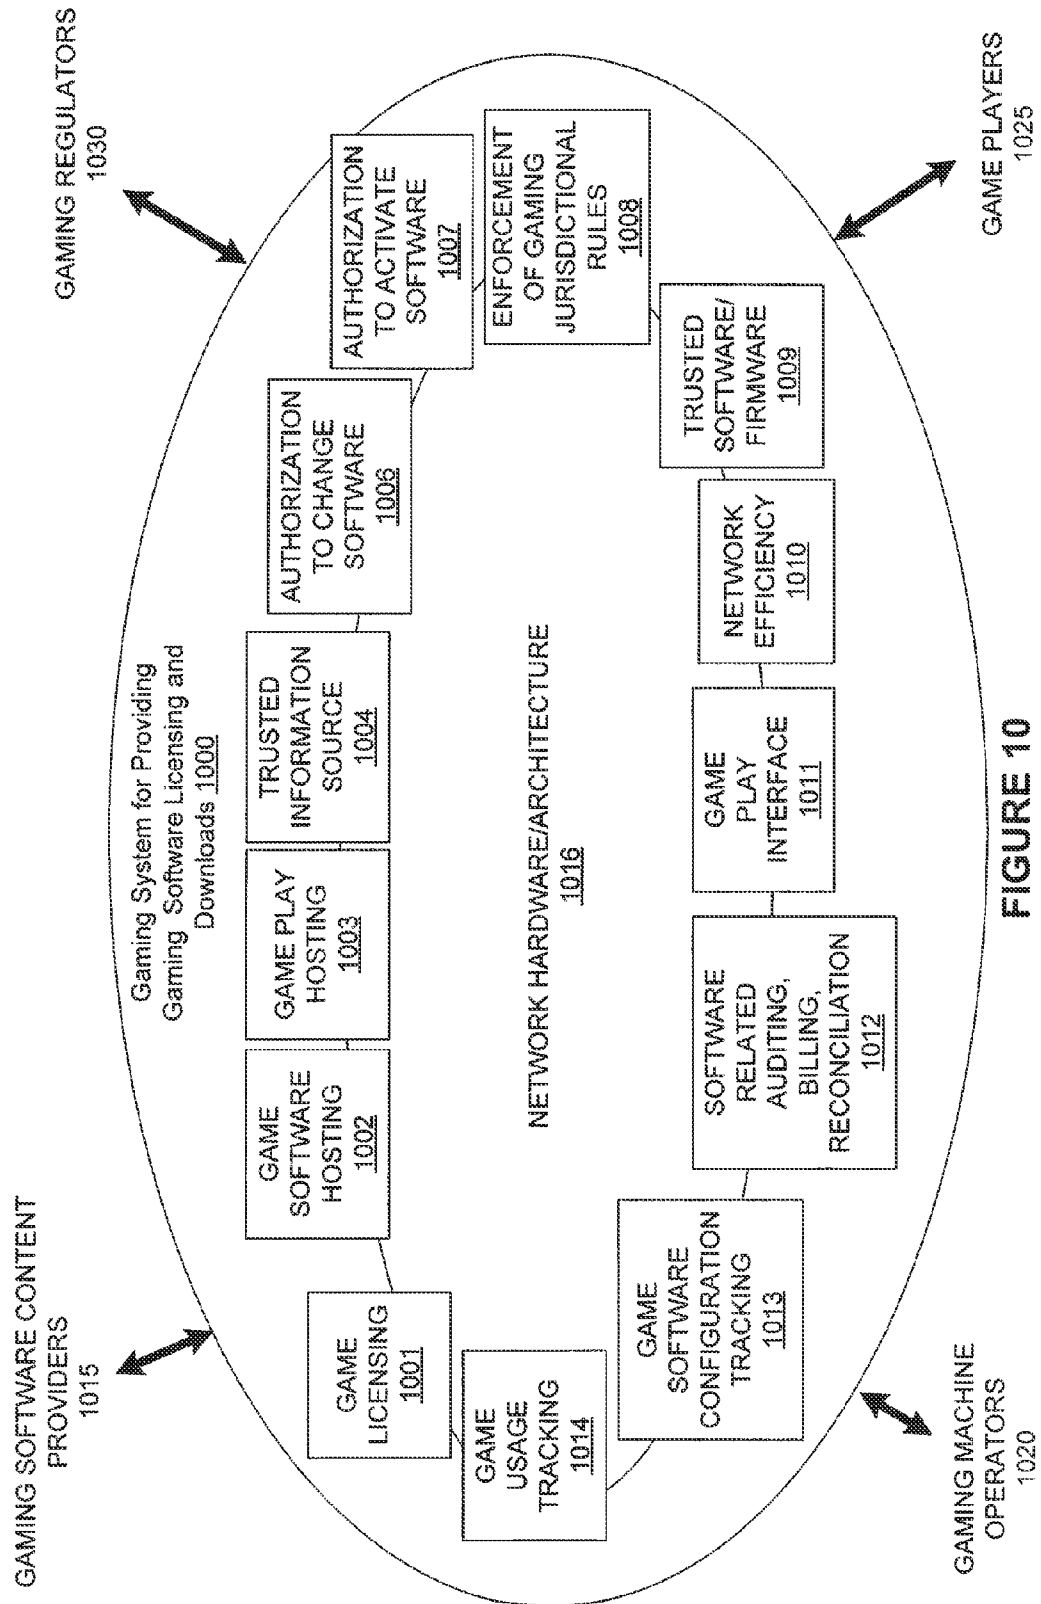 GAMING SOFTWARE CONTENT
PROVIDERS
1015
GAMING REGULATORS
1030
Gaming System for Providing
Gaming Software Licensing and
Downloads 1000
GAME
LICENSING
1001
GAME
SOFTWARE
HOSTING
1002
GAME PLAY
HOSTING
1003
TRUSTED
INFORMATION
SOURCE
1004
AUTHORIZATION
TO CHANGE
SOFTWARE
1006
AUTHORIZATION
TO ACTIVATE
SOFTWARE
1007
ENFORCEMENT
OF GAMING
JURISDICTIONAL
RULES
1008
TRUSTED
SOFTWARE/
FIRMWARE
1009
NETWORK
EFFICIENCY
1010
GAME
PLAY
INTERFACE
1011
SOFTWARE
RELATED
AUDITING,
BILLING,
RECONCILIATION
1012
GAME
SOFTWARE
CONFIGURATION
TRACKING
1013
GAME
USAGE
TRACKING
1014
NETWORK HARDWARE/ARCHITECTURE
1016
GAMING MACHINE
OPERATORS
1020
GAME PLAYERS
1025
FIGURE 10